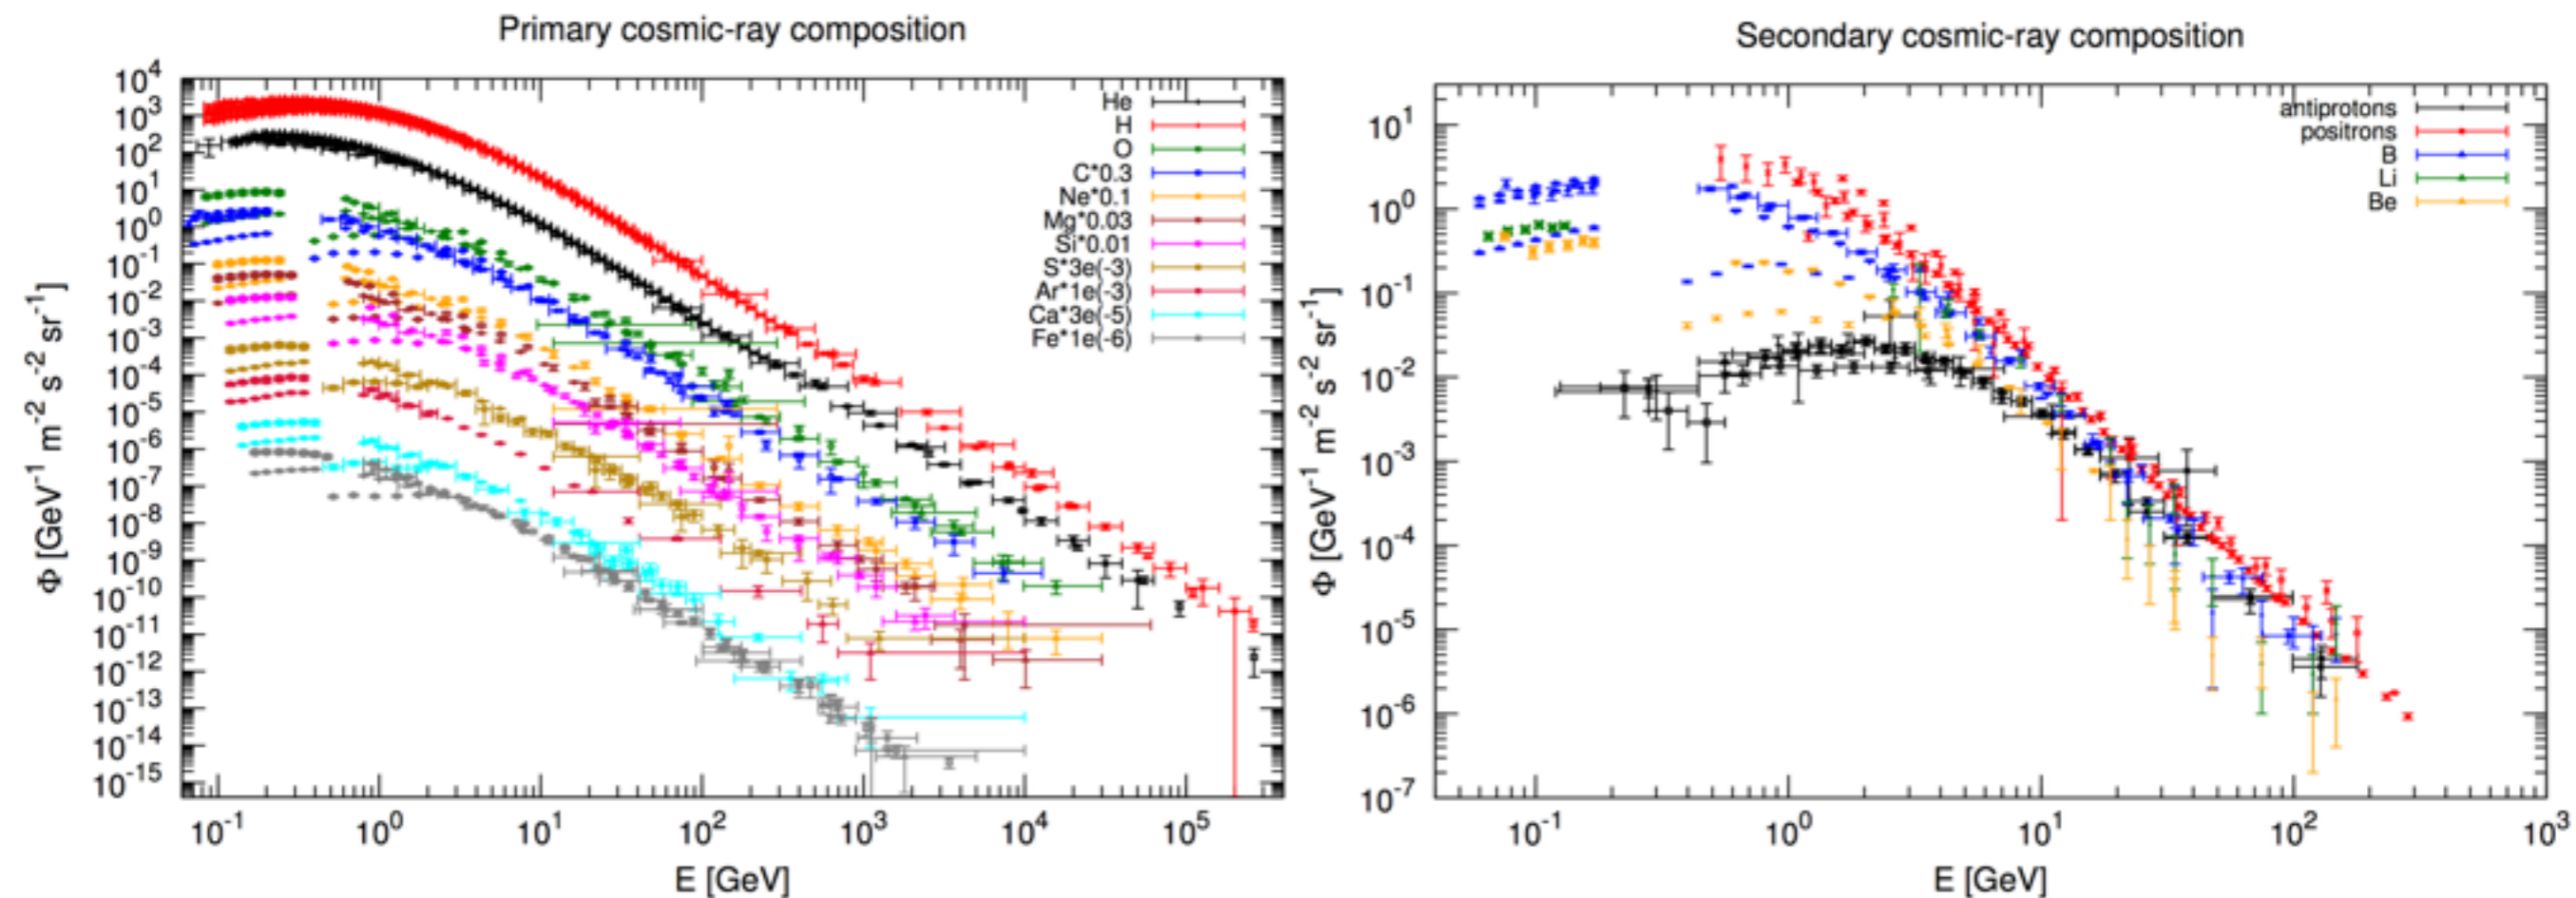 Primary cosmic-ray composition
Φ [GeV⁻¹ m⁻² s⁻² sr⁻¹]
10⁴
10³
10²
10¹
10⁰
10⁻¹
10⁻²
10⁻³
10⁻⁴
10⁻⁵
10⁻⁶
10⁻⁷
10⁻⁸
10⁻⁹
10⁻¹⁰
10⁻¹¹
10⁻¹²
10⁻¹³
10⁻¹⁴
10⁻¹⁵
He
H
O
C*0.3
Ne*0.1
Mg*0.03
Si*0.01
S*3e(-3)
Ar*1e(-3)
Ca*3e(-5)
Fe*1e(-6)
10⁻¹ 10⁰ 10¹ 10² 10³ 10⁴ 10⁵
E [GeV]
Secondary cosmic-ray composition
Φ [GeV⁻¹ m⁻² s⁻² sr⁻¹]
10¹
10⁰
10⁻¹
10⁻²
10⁻³
10⁻⁴
10⁻⁵
10⁻⁶
10⁻⁷
antiprotons
positrons
B
Li
Be
10⁻¹ 10⁰ 10¹ 10² 10³
E [GeV]